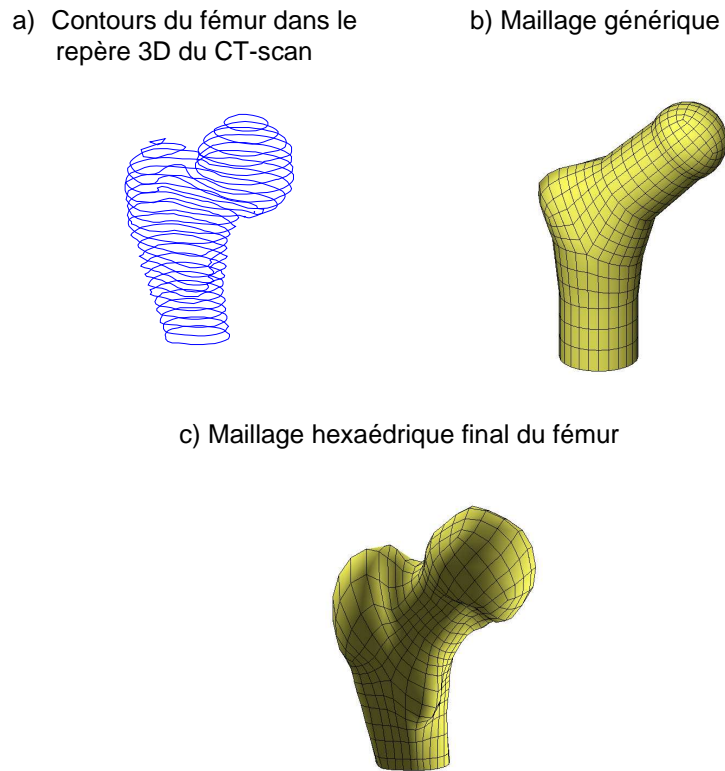 a) Contours du fémur dans le
repère 3D du CT-scan
b) Maillage générique
c) Maillage hexaédrique final du fémur